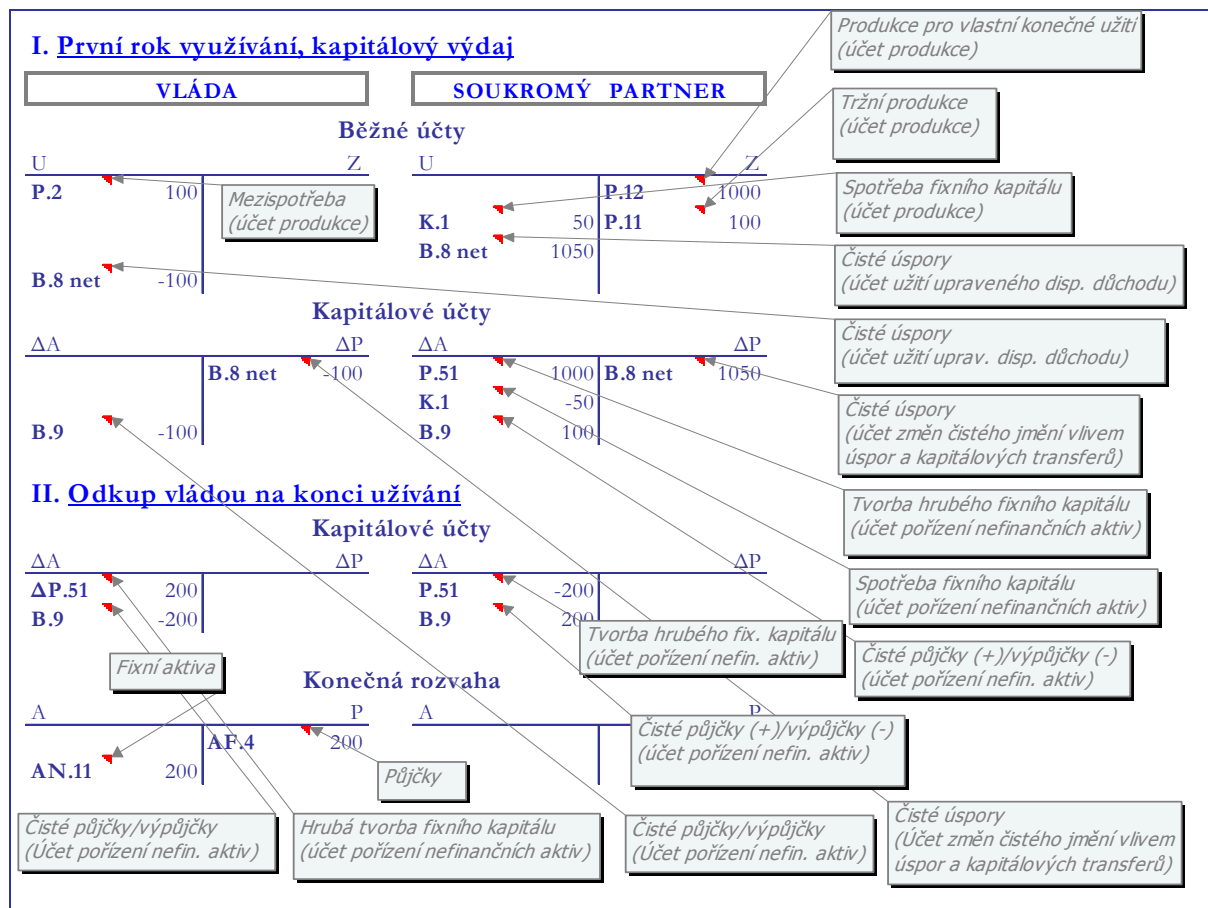 Produkce pro vlastní konečné užití
(účet produkce)
I. První rok využívání, kapitálový výdaj
VLÁDA
SOUKROMÝ PARTNER
Tržní produkce
(účet produkce)
Běžné účty
U Z
U Z
P.2 100
Mezispotřeba
(účet produkce)
P.12 1000
K.1 50 P.11 100
B.8 net 1050
B.8 net -100
Spotřeba fixního kapitálu
(účet produkce)
Čisté úspory
(účet užití upraveného disp. důchodu)
Kapitálové účty
ΔA ΔP
ΔA ΔP
B.8 net -100
P.51 1000 B.8 net 1050
K.1 -50
B.9 -100
B.9 100
Čisté úspory
(účet užití uprav. disp. důchodu)
Čisté úspory
(účet změn čistého jmění vlivem
úspor a kapitálových transferů)
II. Odkup vládou na konci užívání
Kapitálové účty
Tvorba hrubého fixního kapitálu
(účet pořízení nefinančních aktiv)
ΔA ΔP
ΔA ΔP
ΔP.51 200
B.9 -200
P.51 -200
B.9 200
Spotřeba fixního kapitálu
(účet pořízení nefinančních aktiv)
Tvorba hrubého fix. kapitálu
(účet pořízení nefin. aktiv)
Čisté půjčky (+)/výpůjčky (-)
(účet pořízení nefin. aktiv)
Fixní aktiva
Konečná rozvaha
A P
A P
AF.4 200
AN.11 200
Půjčky
Čisté půjčky (+)/výpůjčky (-)
(účet pořízení nefin. aktiv)
Čisté půjčky/výpůjčky
(Účet pořízení nefin. aktiv)
Hrubá tvorba fixního kapitálu
(účet pořízení nefinančních aktiv)
Čisté půjčky/výpůjčky
(Účet pořízení nefin. aktiv)
Čisté úspory
(Účet změn čistého jmění vlivem
úspor a kapitálových transferů)